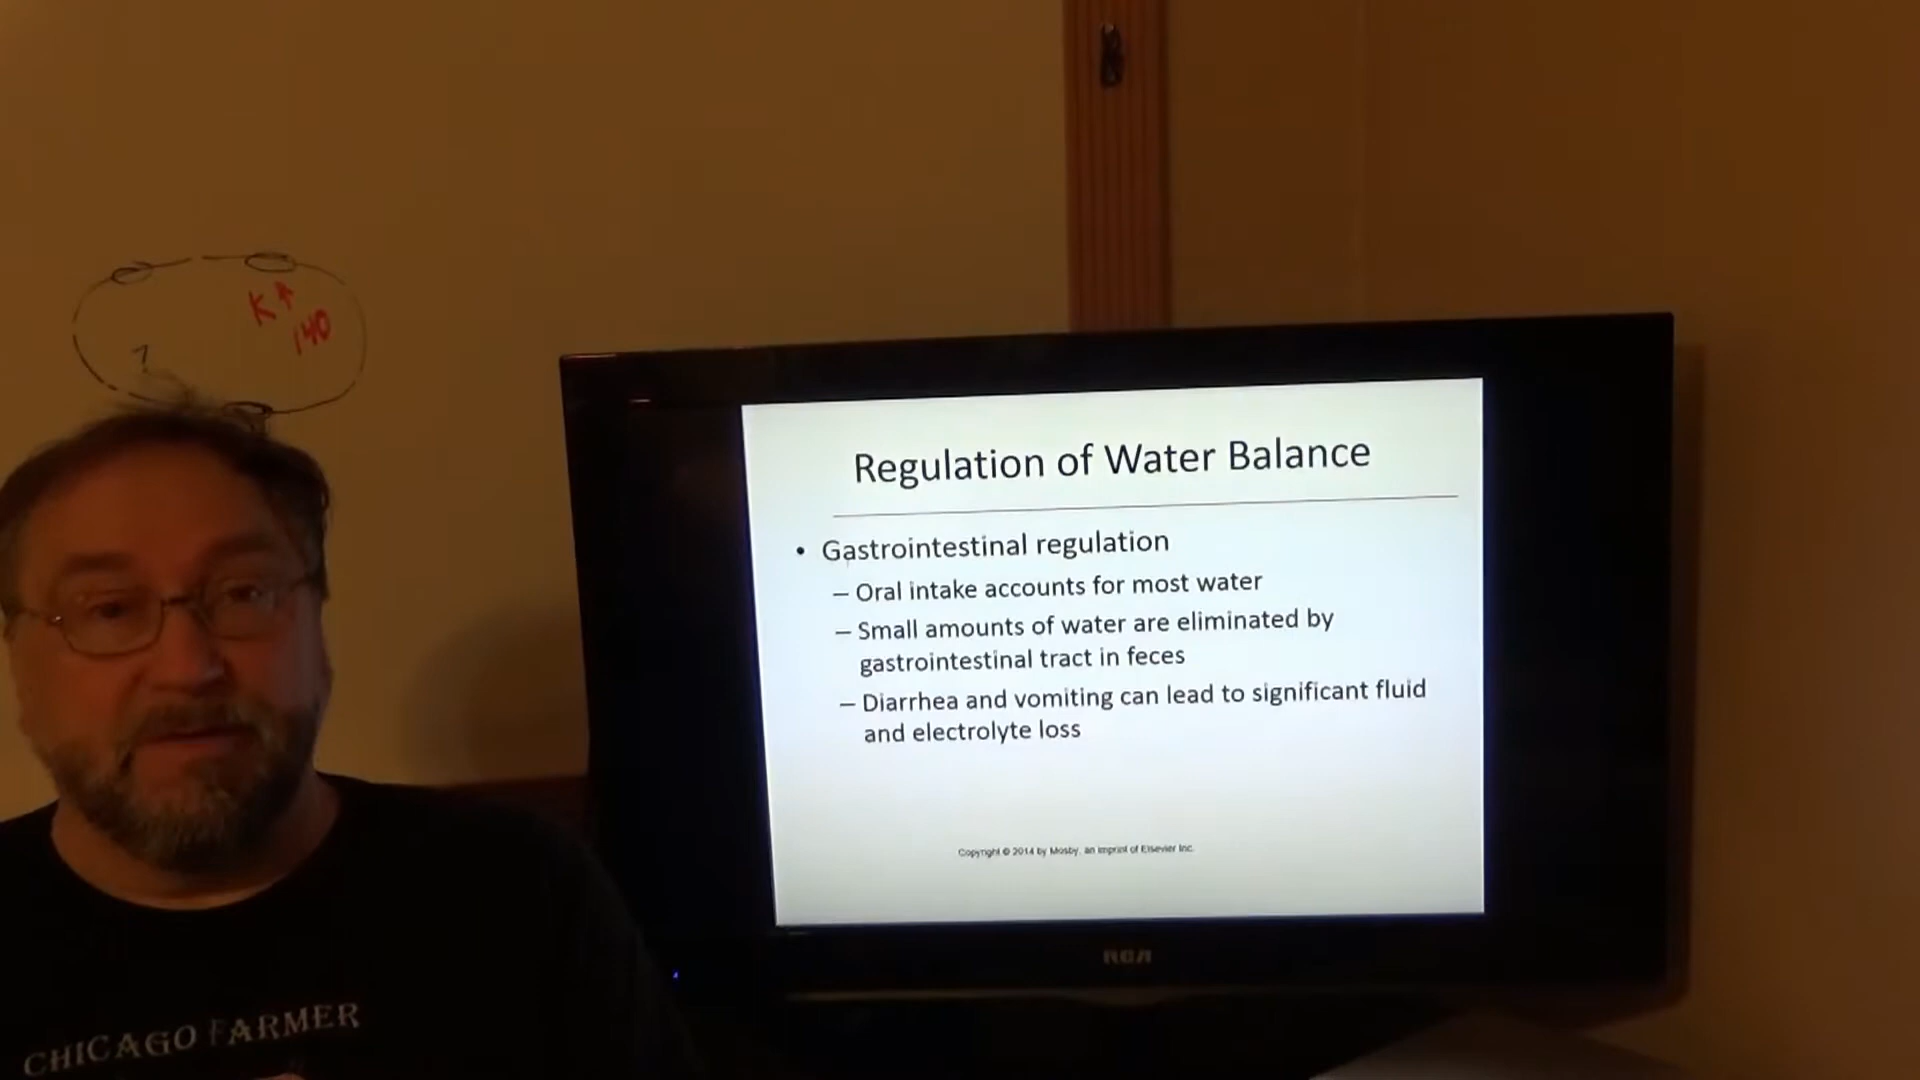 K↑
140
7
Regulation of Water Balance
• Gastrointestinal regulation
– Oral intake accounts for most water
– Small amounts of water are eliminated by
gastrointestinal tract in feces
– Diarrhea and vomiting can lead to significant fluid
and electrolyte loss
Copyright © 2014 by Mosby, an imprint of Elsevier Inc.
RCA
CHICAGO FARMER